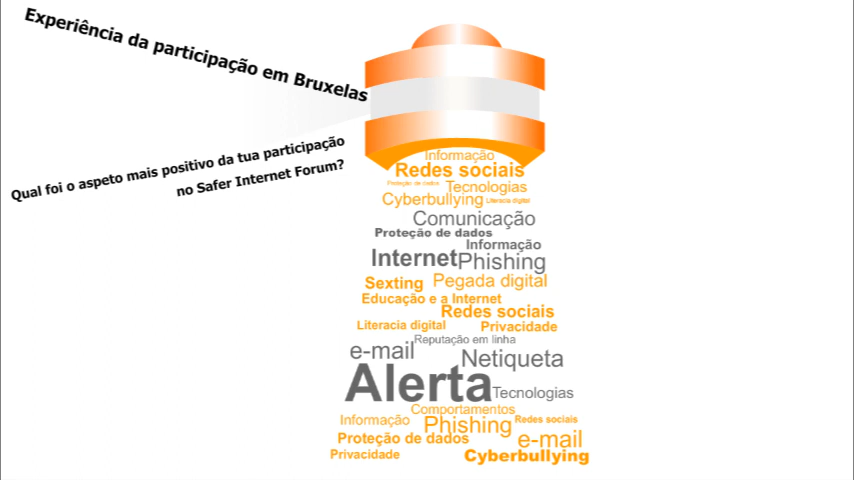 Experiência da participação em Bruxelas
Qual foi o aspeto mais positivo da tua participação
no Safer Internet Forum?
Informação
Redes sociais
Proteção de dados Tecnologias
Cyberbullying Literacia digital
Comunicação
Proteção de dados
Informação
Internet Phishing
Sexting Pegada digital
Educação e a Internet
Redes sociais
Literacia digital Privacidade
Reputação em linha
e-mail Netiqueta
Alerta Tecnologias
Comportamentos
Informação Phishing Redes sociais
Proteção de dados e-mail
Privacidade Cyberbullying